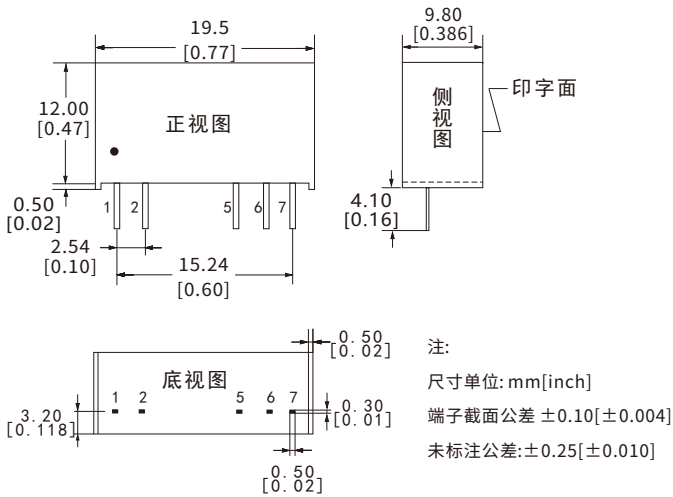 19.5
[0.77]
9.80
[0.386]
12.00
[0.47]
正视图
侧视图
印字面
0.50
[0.02]
1 2 5 6 7
4.10
[0.16]
2.54
[0.10]
15.24
[0.60]
0.50
[0.02]
底视图
1 2 5 6 7
3.20
[0.118]
0.30
[0.01]
0.50
[0.02]
注:
尺寸单位: mm[inch]
端子截面公差 ±0.10[±0.004]
未标注公差:±0.25[±0.010]